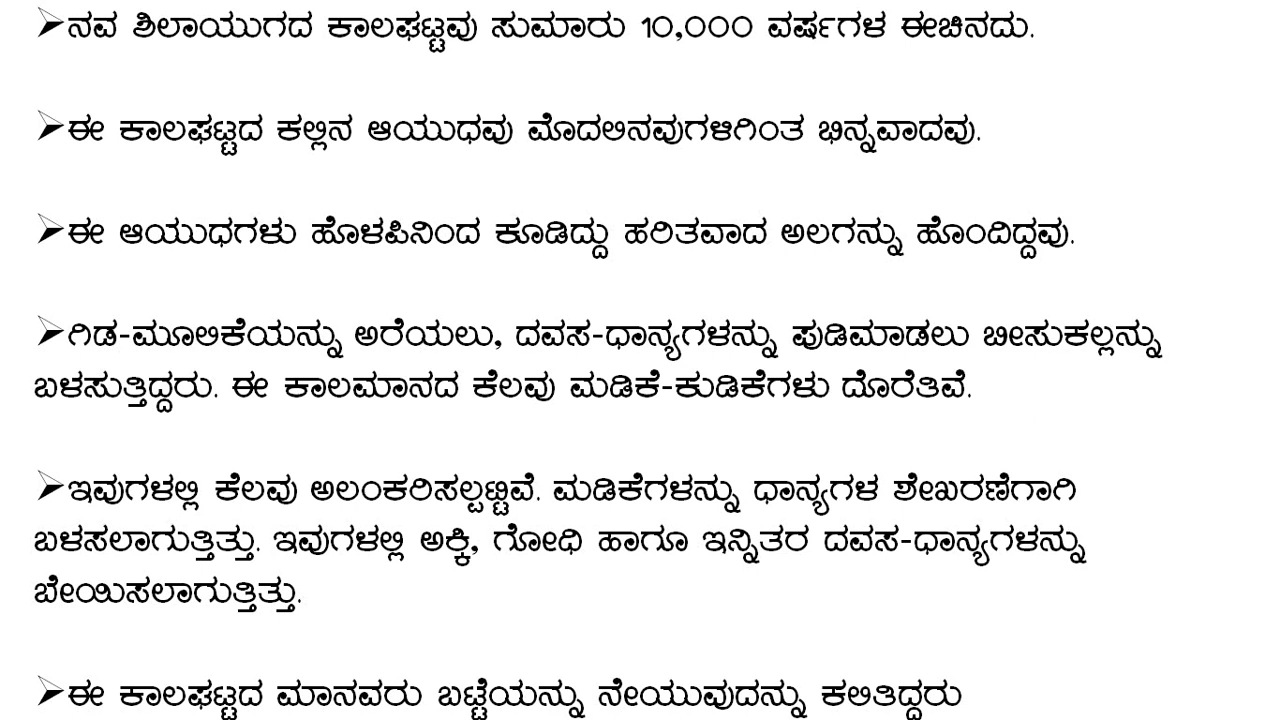 ➢ನವ ಶಿಲಾಯುಗದ ಕಾಲಘಟ್ಟವು ಸುಮಾರು ೧೦,೦೦೦ ವರ್ಷಗಳ ಈಚಿನದು.
➢ಈ ಕಾಲಘಟ್ಟದ ಕಲ್ಲಿನ ಆಯುಧವು ಮೊದಲಿನವುಗಳಿಗಿಂತ ಭಿನ್ನವಾದವು.
➢ಈ ಆಯುಧಗಳು ಹೊಳಪಿನಿಂದ ಕೂಡಿದ್ದು ಹರಿತವಾದ ಅಲಗನ್ನು ಹೊಂದಿದ್ದವು.
➢ಗಿಡ-ಮೂಲಿಕೆಯನ್ನು ಅರೆಯಲು, ದವಸ-ಧಾನ್ಯಗಳನ್ನು ಪುಡಿಮಾಡಲು ಬೀಸುಕಲ್ಲನ್ನು
ಬಳಸುತ್ತಿದ್ದರು. ಈ ಕಾಲಮಾನದ ಕೆಲವು ಮಡಿಕೆ-ಕುಡಿಕೆಗಳು ದೊರೆತಿವೆ.
➢ಇವುಗಳಲ್ಲಿ ಕೆಲವು ಅಲಂಕರಿಸಲ್ಪಟ್ಟಿವೆ. ಮಡಿಕೆಗಳನ್ನು ಧಾನ್ಯಗಳ ಶೇಖರಣೆಗಾಗಿ
ಬಳಸಲಾಗುತ್ತಿತ್ತು. ಇವುಗಳಲ್ಲಿ ಅಕ್ಕಿ, ಗೋಧಿ ಹಾಗೂ ಇನ್ನಿತರ ದವಸ-ಧಾನ್ಯಗಳನ್ನು
ಬೇಯಿಸಲಾಗುತ್ತಿತ್ತು.
➢ಈ ಕಾಲಘಟ್ಟದ ಮಾನವರು ಬಟ್ಟೆಯನ್ನು ನೇಯುವುದನ್ನು ಕಲಿತಿದ್ದರು